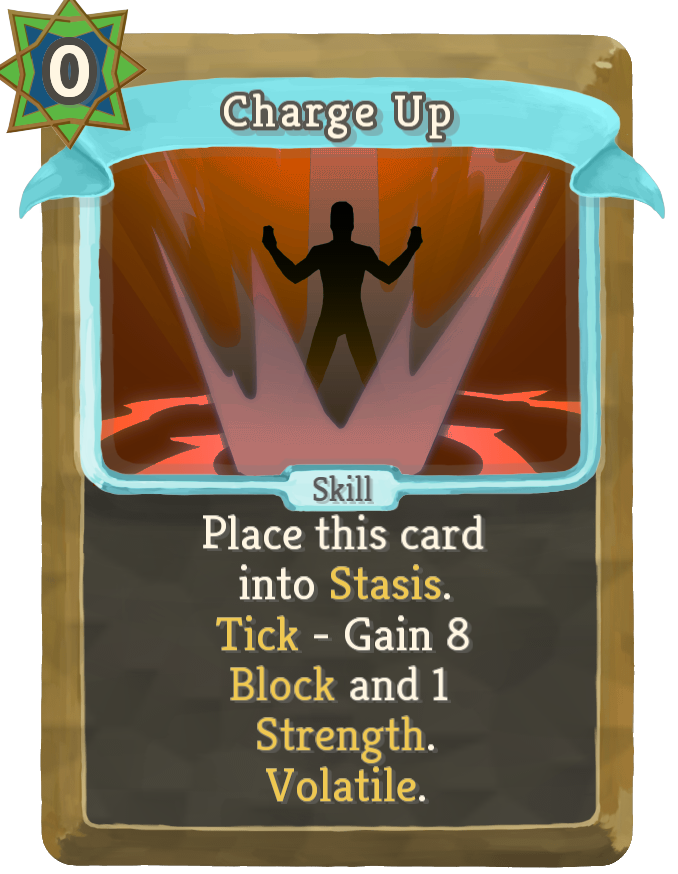 0
Charge Up
Skill
Place this card
into Stasis.
Tick - Gain 8
Block and 1
Strength.
Volatile.